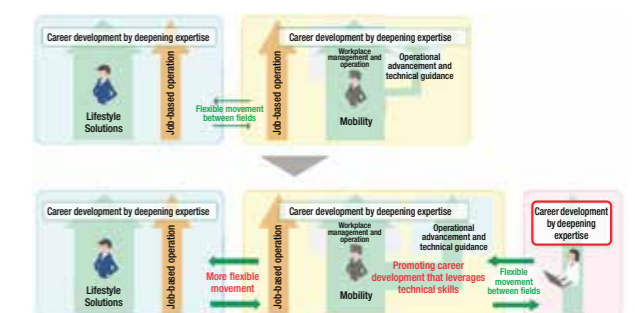 Career development by deepening expertise
Job-based operation
Lifestyle
Solutions
Flexible movement
between fields
Career development by deepening expertise
Job-based operation
Workplace
management and
operation
Operational
advancement and
technical guidance
Mobility
Career development by deepening expertise
Job-based operation
Lifestyle
Solutions
More flexible
movement
Career development by deepening expertise
Job-based operation
Workplace
management and
operation
Operational
advancement and
technical guidance
Promoting career
development that leverages
technical skills
Mobility
Flexible
movement
between fields
Career development
by deepening
expertise